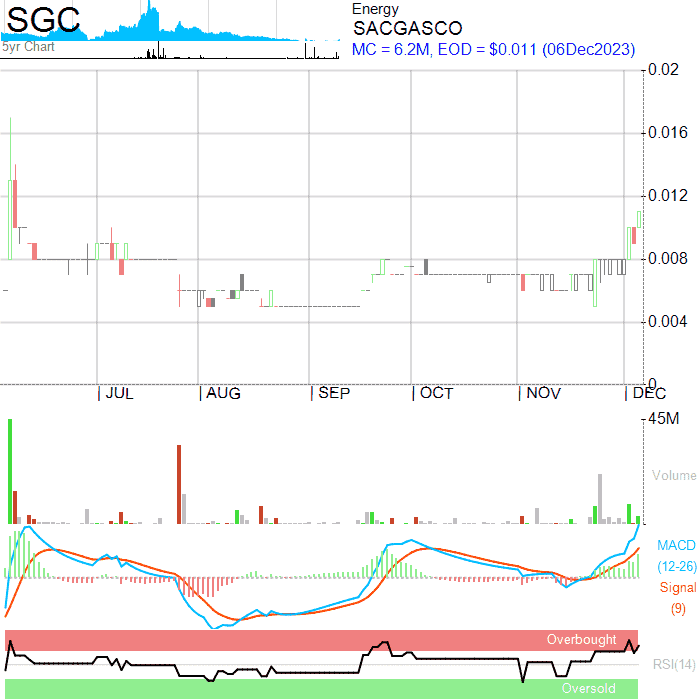 SGC
5yr Chart
Energy
SACGASCO
MC = 6.2M, EOD = $0.011 (06Dec2023)
0.02
0.016
0.012
0.008
0.004
0
JUL
AUG
SEP
OCT
NOV
DEC
45M
Volume
MACD
(12-26)
Signal
(9)
Overbought
RSI(14)
Oversold